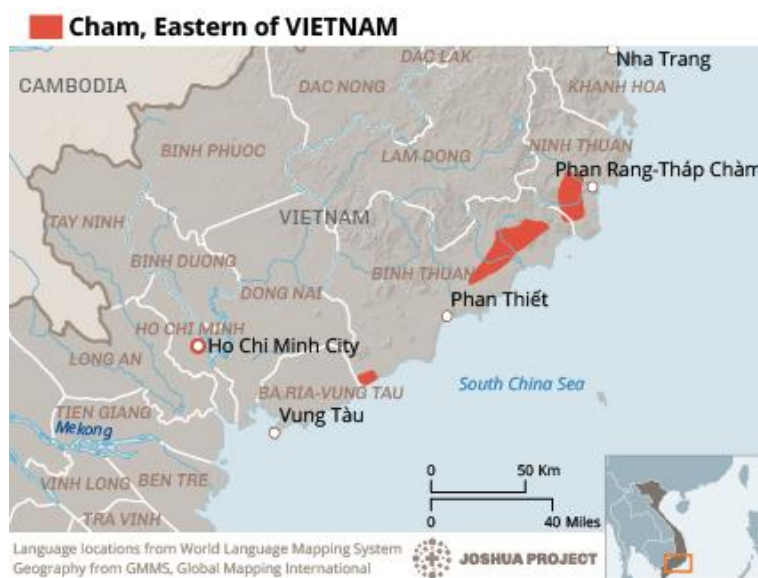 Cham, Eastern of VIETNAM
CAMBODIA
DAC LAK
Nha Trang
DAC NONG
KHANH HOA
BINH PHUOC
LAM DONG
NINH THUAN
Phan Rang-Tháp Chàm
TAY NINH
VIETNAM
BINH DUONG
BINH THUAN
DONG NAI
Phan Thiết
HO CHI MINH
Ho Chi Minh City
LONG AN
BA RIA-VUNG TAU
South China Sea
TIEN GIANG
Vung Tàu
Mekong
VINH LONG
BEN TRE
TRA VINH
0 50 Km
0 40 Miles
Language locations from World Language Mapping System
Geography from GMMS, Global Mapping International
JOSHUA PROJECT